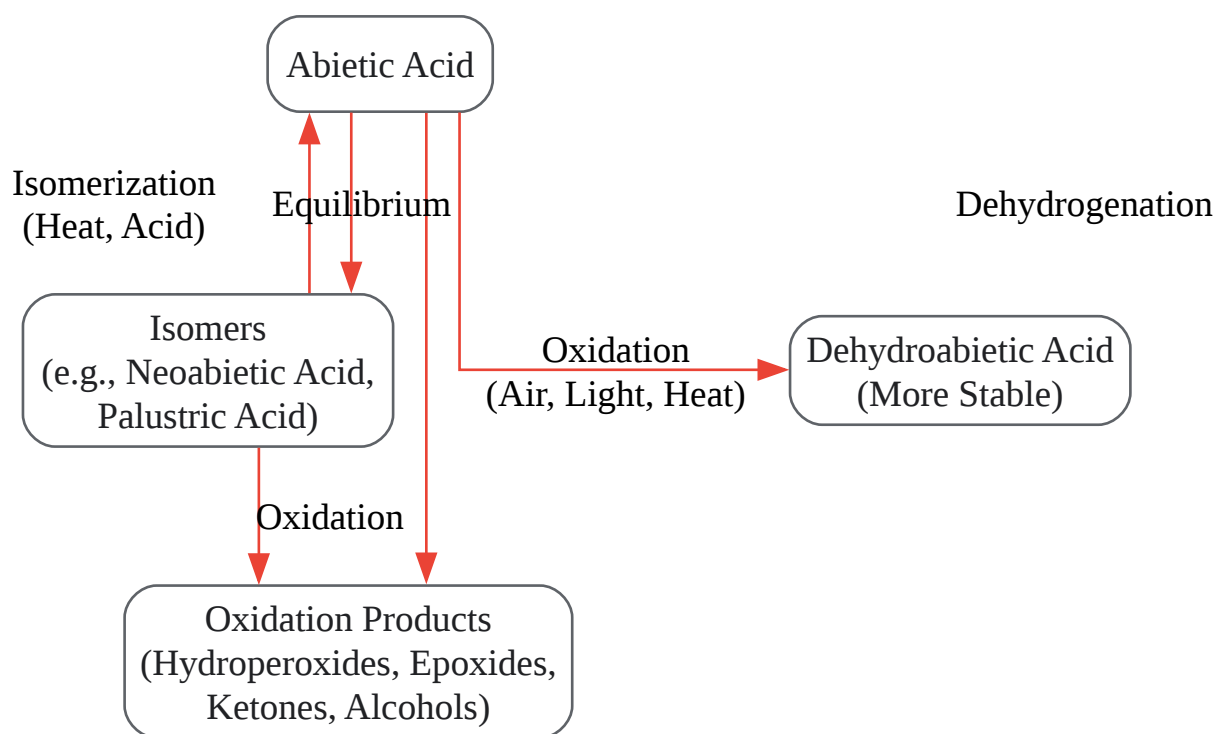 Abietic Acid
Isomerization
(Heat, Acid)
Equilibrium
Dehydrogenation
Isomers
(e.g., Neoabietic Acid,
Palustric Acid)
Oxidation
(Air, Light, Heat)
Dehydroabietic Acid
(More Stable)
Oxidation
Oxidation Products
(Hydroperoxides, Epoxides,
Ketones, Alcohols)